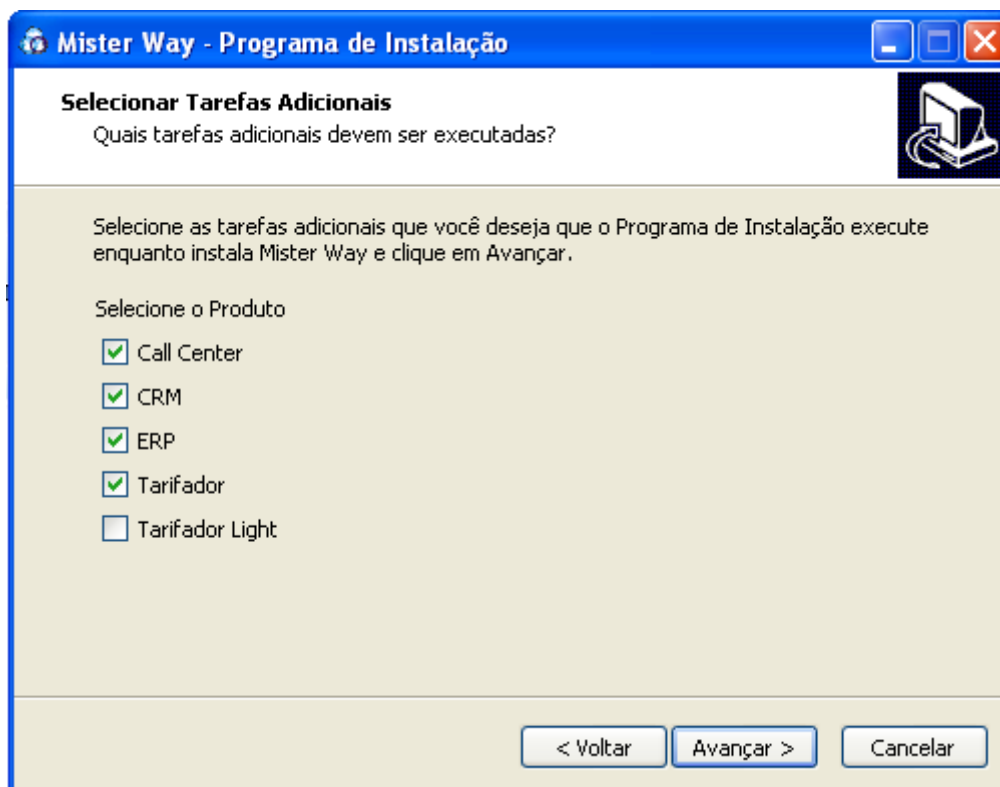 Mister Way - Programa de Instalação
Selecionar Tarefas Adicionais
Quais tarefas adicionais devem ser executadas?
Selecione as tarefas adicionais que você deseja que o Programa de Instalação execute
enquanto instala Mister Way e clique em Avançar.
Selecione o Produto
Call Center
CRM
ERP
Tarifador
Tarifador Light
< Voltar
Avançar >
Cancelar